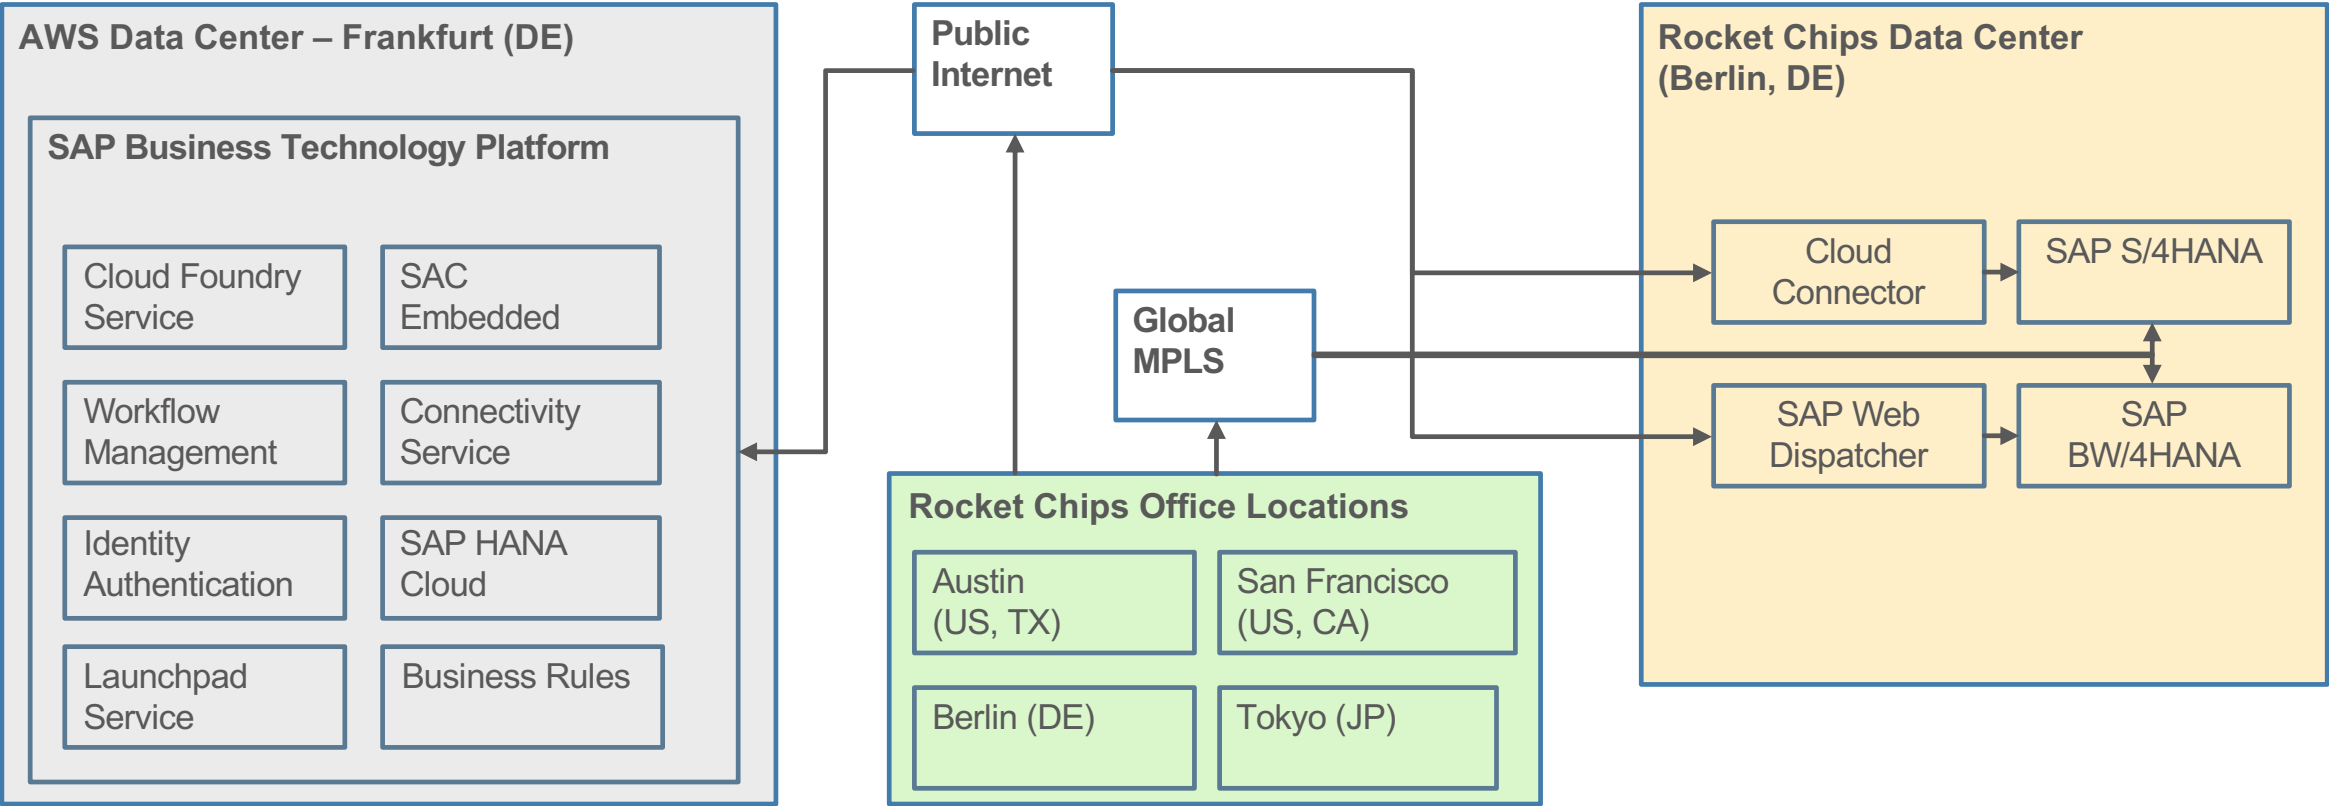 AWS Data Center – Frankfurt (DE)
SAP Business Technology Platform
Cloud Foundry
Service
SAC
Embedded
Workflow
Management
Connectivity
Service
Identity
Authentication
SAP HANA
Cloud
Launchpad
Service
Business Rules
Public
Internet
Global
MPLS
Rocket Chips Office Locations
Austin
(US, TX)
San Francisco
(US, CA)
Berlin (DE)
Tokyo (JP)
Rocket Chips Data Center
(Berlin, DE)
Cloud
Connector
SAP S/4HANA
SAP Web
Dispatcher
SAP
BW/4HANA